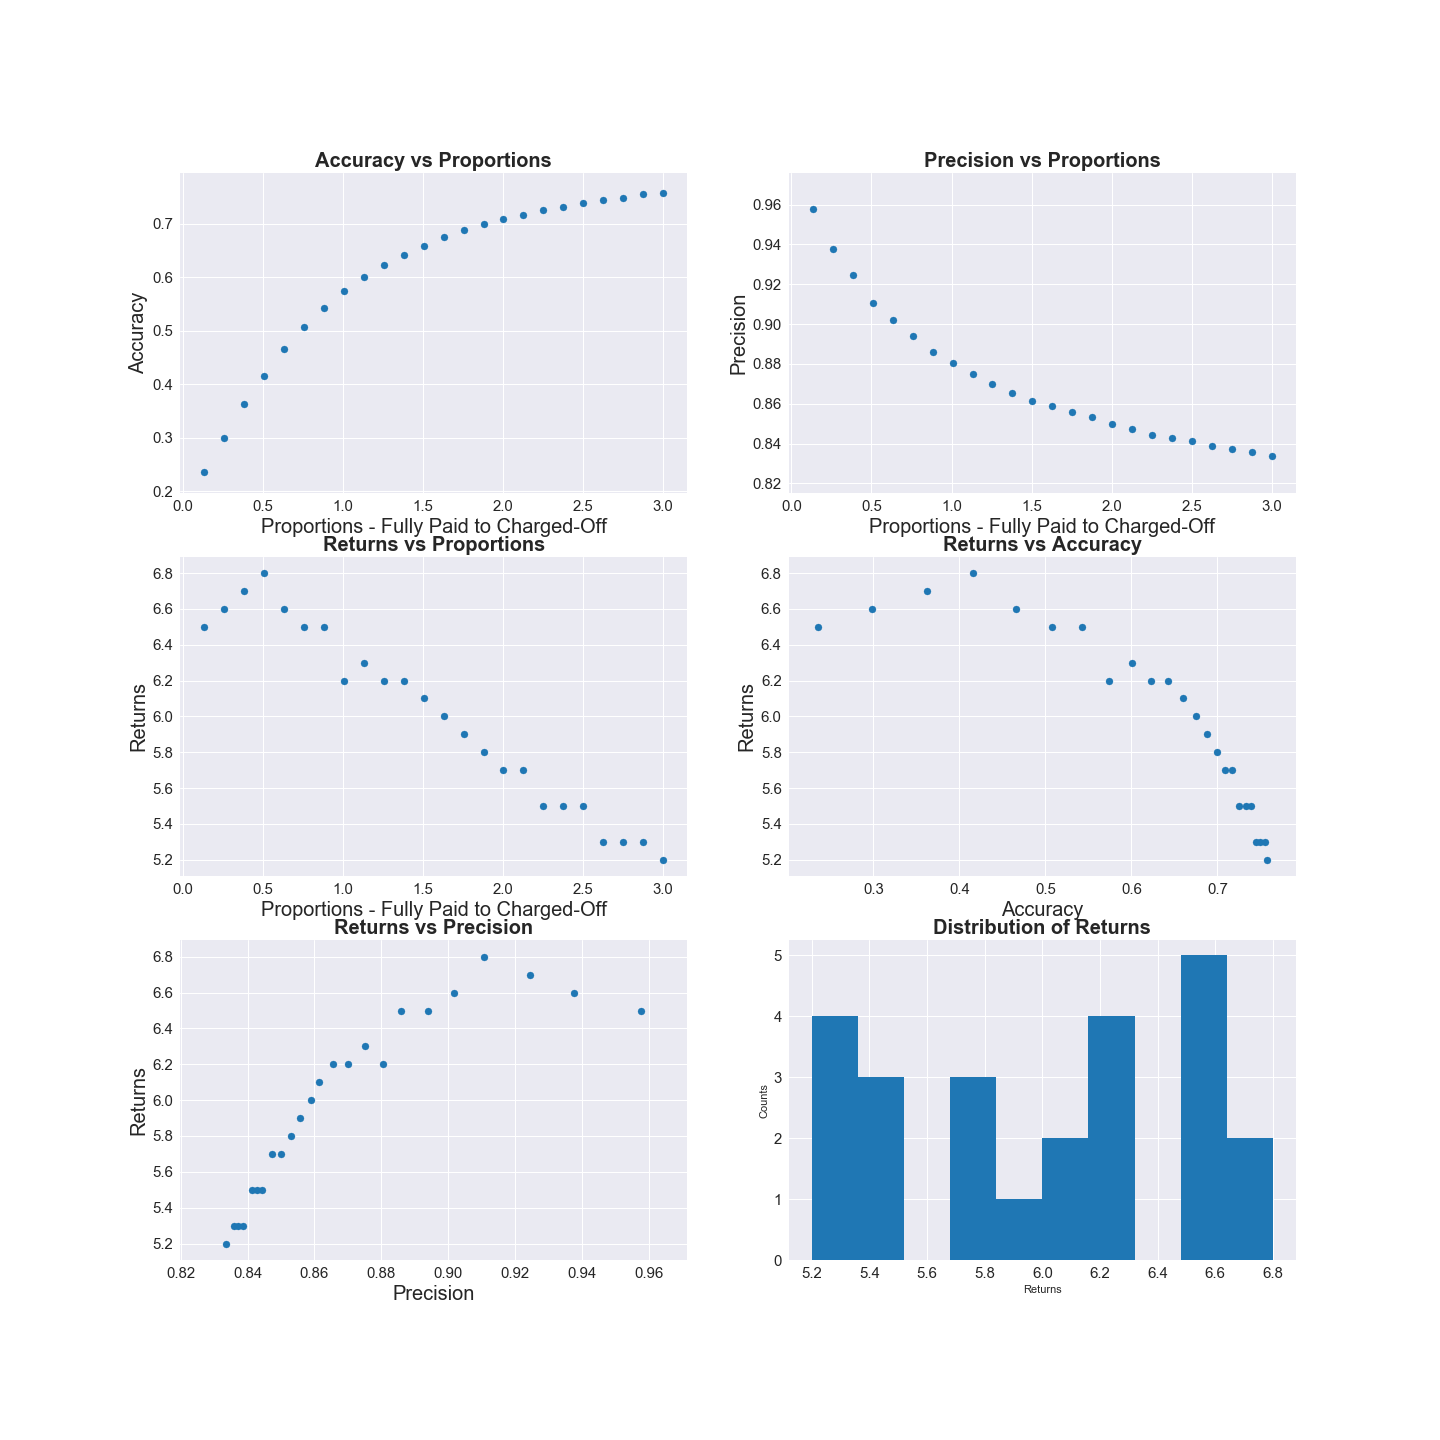 Accuracy vs Proportions
Accuracy
0.7
0.6
0.5
0.4
0.3
0.2
0.0 0.5 1.0 1.5 2.0 2.5 3.0
Proportions - Fully Paid to Charged-Off
Precision vs Proportions
Precision
0.96
0.94
0.92
0.90
0.88
0.86
0.84
0.82
0.0 0.5 1.0 1.5 2.0 2.5 3.0
Proportions - Fully Paid to Charged-Off
Returns vs Proportions
Returns
6.8
6.6
6.4
6.2
6.0
5.8
5.6
5.4
5.2
0.0 0.5 1.0 1.5 2.0 2.5 3.0
Proportions - Fully Paid to Charged-Off
Returns vs Accuracy
Returns
6.8
6.6
6.4
6.2
6.0
5.8
5.6
5.4
5.2
0.3 0.4 0.5 0.6 0.7
Accuracy
Returns vs Precision
Returns
6.8
6.6
6.4
6.2
6.0
5.8
5.6
5.4
5.2
0.82 0.84 0.86 0.88 0.90 0.92 0.94 0.96
Precision
Distribution of Returns
Counts
5
4
3
2
1
0
5.2 5.4 5.6 5.8 6.0 6.2 6.4 6.6 6.8
Returns